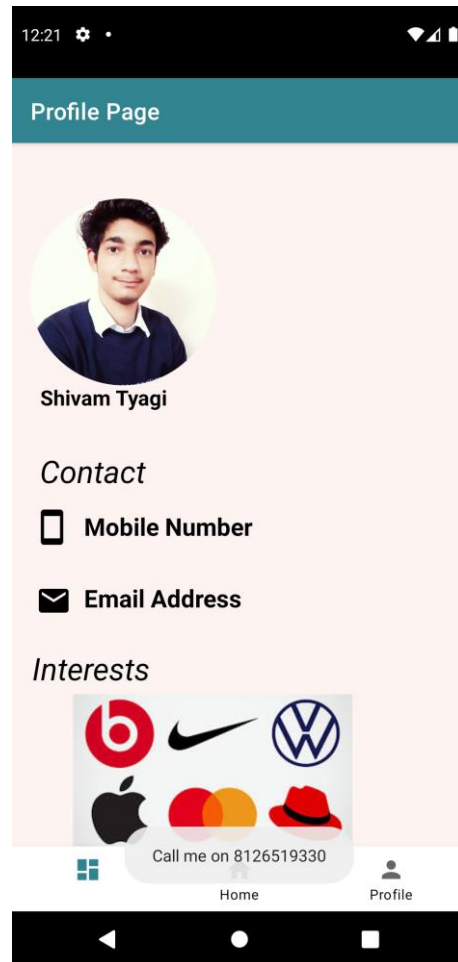 12:21
Profile Page
Shivam Tyagi
Contact
Mobile Number
Email Address
Interests
Call me on 8126519330
Home
Profile